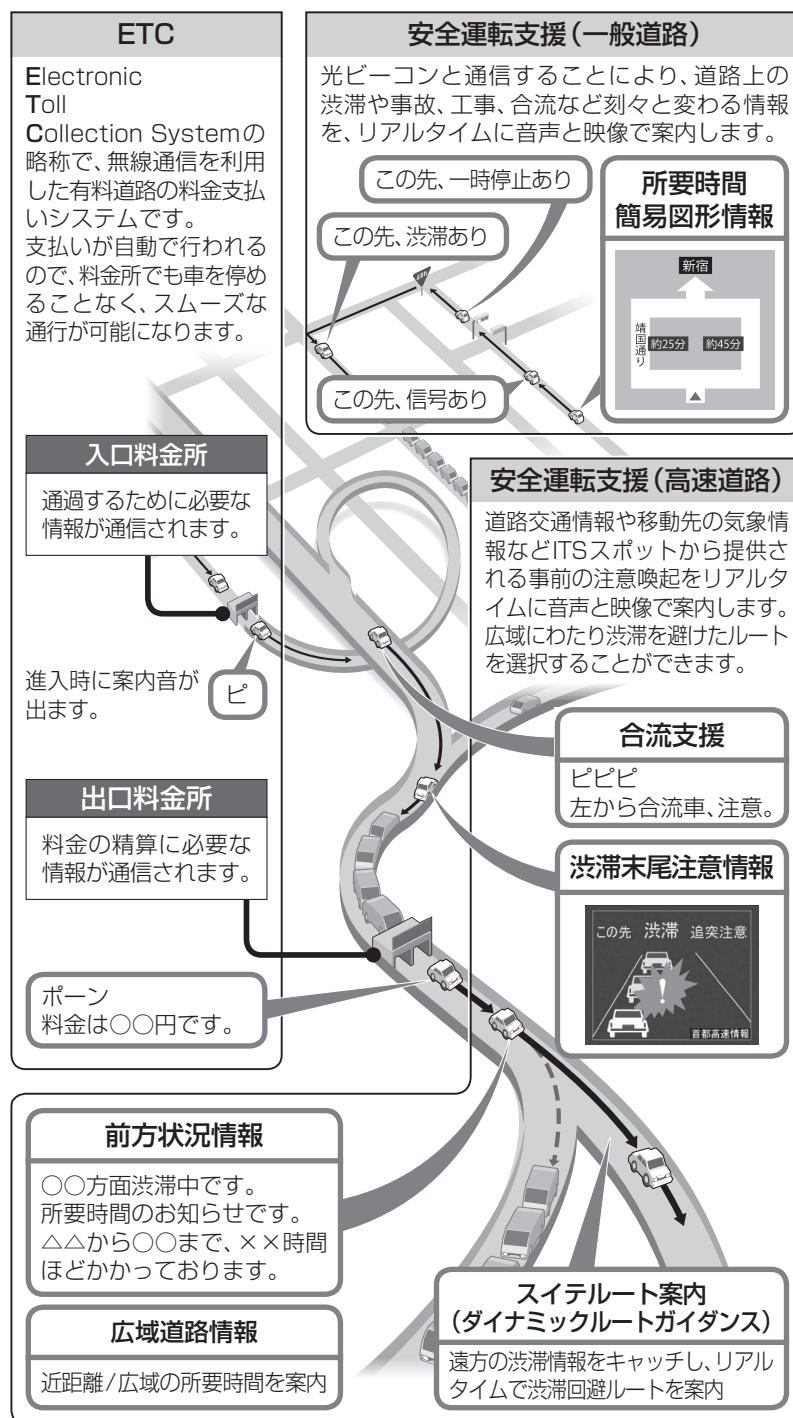 ETC
Electronic
Toll
Collection Systemの
略称で、無線通信を利用
した有料道路の料金支払
いシステムです。
支払いが自動で行われる
ので、料金所でも車を停め
ることなく、スムーズな
通行が可能になります。
入口料金所
通過するために必要な
情報が通信されます。
進入時に案内音が
出ます。
ピ
出口料金所
料金の精算に必要な
情報が通信されます。
ポーン
料金は○○円です。
安全運転支援(一般道路)
光ビーコンと通信することにより、道路上の
渋滞や事故、工事、合流など刻々と変わる情報
を、リアルタイムに音声と映像で案内します。
この先、一時停止あり
この先、渋滞あり
止まれ
この先、信号あり
所要時間
簡易図形情報
新宿
靖国通り
約25分 約45分
安全運転支援(高速道路)
道路交通情報や移動先の気象情
報などITSスポットから提供さ
れる事前の注意喚起をリアルタ
イムに音声と映像で案内します。
広域にわたり渋滞を避けたルート
を選択することができます。
合流支援
ピピピ
左から合流車、注意。
渋滞末尾注意情報
この先 渋滞 追突注意
!
首都高速情報
前方状況情報
○○方面渋滞中です。
所要時間のお知らせです。
△△から○○まで、××時間
ほどかかっております。
広域道路情報
近距離/広域の所要時間を案内
スイテルート案内
(ダイナミックルートガイダンス)
遠方の渋滞情報をキャッチし、リアル
タイムで渋滞回避ルートを案内